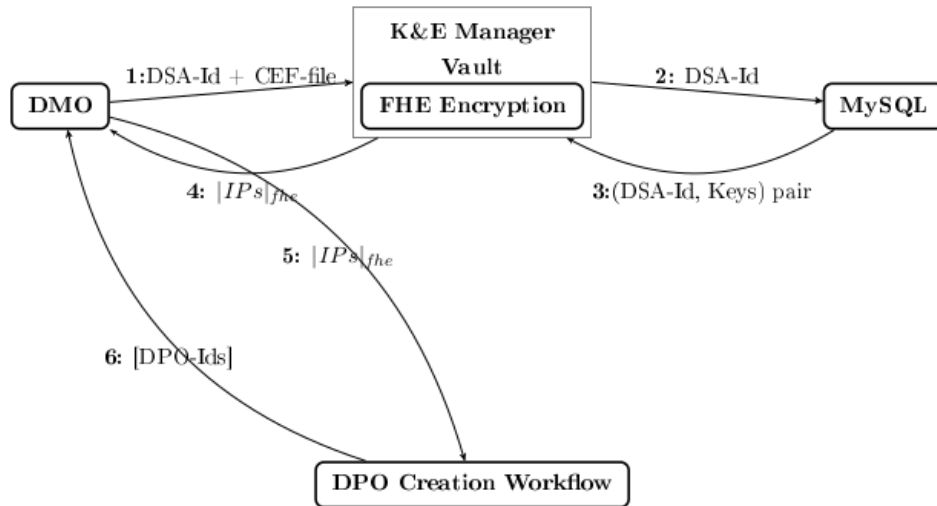 K&E Manager
Vault
1:DSA-Id + CEF-file
2: DSA-Id
DMO
FHE Encryption
MySQL
4: |IPs|fhe
3:(DSA-Id, Keys) pair
5: |IPs|fhe
6: [DPO-Ids]
DPO Creation Workflow